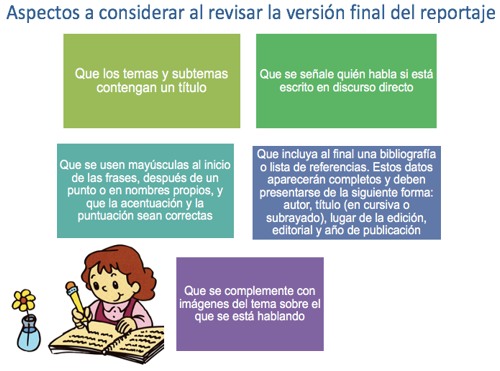 Aspectos a considerar al revisar la versión final del reportaje
Que los temas y subtemas
contengan un título
Que se señale quién habla si está
escrito en discurso directo
Que se usen mayúsculas al inicio
de las frases, después de un
punto o en nombres propios, y
que la acentuación y la
puntuación sean correctas
Que incluya al final una bibliografía
o lista de referencias. Estos datos
aparecerán completos y deben
presentarse de la siguiente forma:
autor, título (en cursiva o
subrayado), lugar de la edición,
editorial y año de publicación
Que se complemente con
imágenes del tema sobre el
que se está hablando